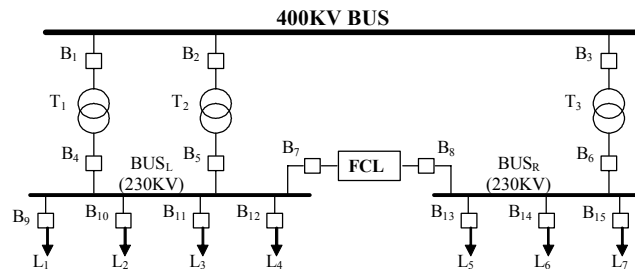 400KV BUS
B1 B2 B3
T1 T2 T3
B4 B5 B7 FCL B8 B6
BUSL BUSR
(230KV) (230KV)
B9 B10 B11 B12 B13 B14 B15
L1 L2 L3 L4 L5 L6 L7